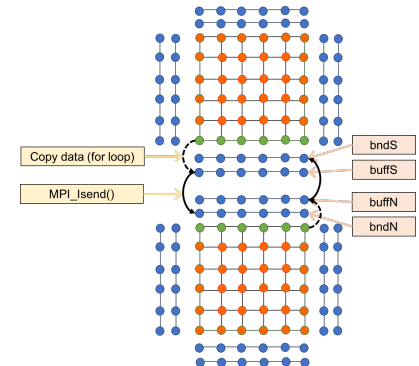 bndS
Copy data (for loop)
buffS
MPI_Isend()
buffN
bndN